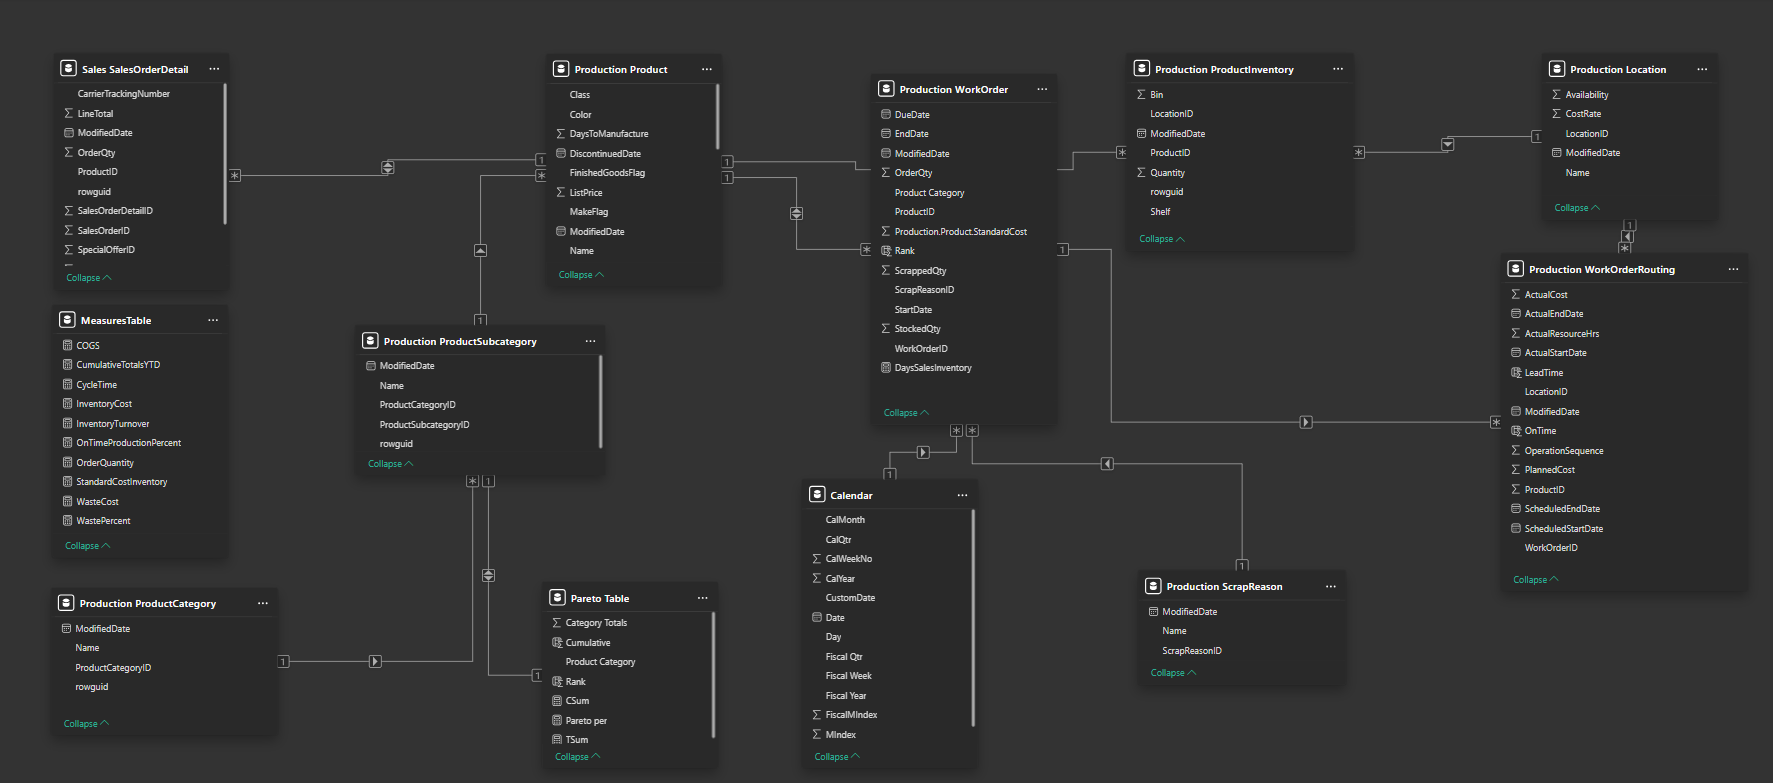 Sales SalesOrderDetail
CarrierTrackingNumber
LineTotal
ModifiedDate
OrderQty
ProductID
rowguid
SalesOrderDetailID
SalesOrderID
SpecialOfferID
Collapse
MeasuresTable
COGS
CumulativeTotalsYTD
CycleTime
InventoryCost
InventoryTurnover
OnTimeProductionPercent
OrderQuantity
StandardCostInventory
WasteCost
WastePercent
Collapse
Production ProductCategory
ModifiedDate
Name
ProductCategoryID
rowguid
Collapse
Production ProductSubcategory
ModifiedDate
Name
ProductCategoryID
ProductSubcategoryID
rowguid
Collapse
Production Product
Class
Color
DaysToManufacture
DiscontinuedDate
FinishedGoodsFlag
ListPrice
MakeFlag
ModifiedDate
Name
Collapse
Pareto Table
Category Totals
Cumulative
Product Category
Rank
CSum
Pareto per
TSum
Collapse
Production WorkOrder
DueDate
EndDate
ModifiedDate
OrderQty
Product Category
ProductID
Production.Product.StandardCost
Rank
ScrappedQty
ScrapReasonID
StartDate
StockedQty
WorkOrderID
DaysSalesInventory
Collapse
Calendar
CalMonth
CalQtr
CalWeekNo
CalYear
CustomDate
Date
Day
Fiscal Qtr
Fiscal Week
Fiscal Year
FiscalMIndex
MIndex
Collapse
Production ProductInventory
Bin
LocationID
ModifiedDate
ProductID
Quantity
rowguid
Shelf
Collapse
Production ScrapReason
ModifiedDate
Name
ScrapReasonID
Collapse
Production Location
Availability
CostRate
LocationID
ModifiedDate
Name
Collapse
Production WorkOrderRouting
ActualCost
ActualEndDate
ActualResourceHrs
ActualStartDate
LeadTime
LocationID
ModifiedDate
OnTime
OperationSequence
PlannedCost
ProductID
ScheduledEndDate
ScheduledStartDate
WorkOrderID
Collapse